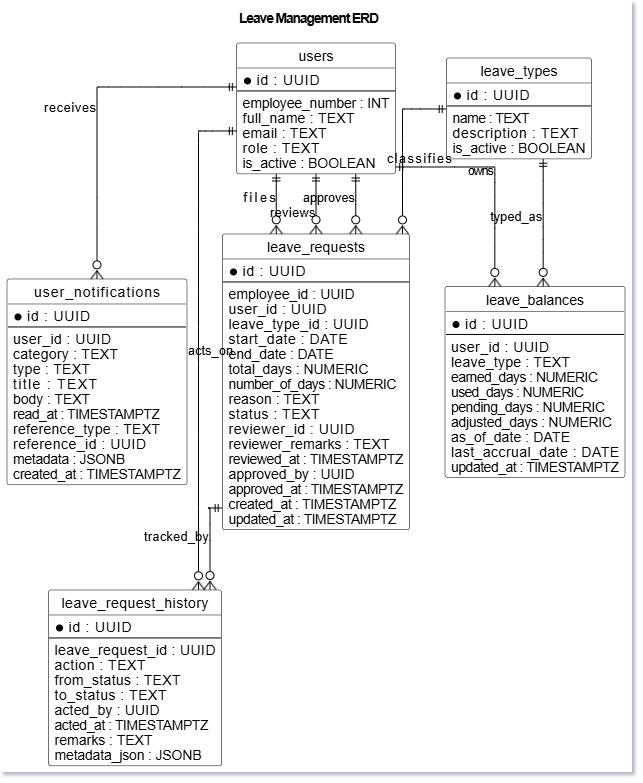 Leave Management ERD
users
id : UUID
employee_number : INT
full_name : TEXT
email : TEXT
role : TEXT
is_active : BOOLEAN
leave_types
id : UUID
name : TEXT
description : TEXT
is_active : BOOLEAN
receives
classifies
owns
files
approves
reviews
typed_as
leave_requests
id : UUID
employee_id : UUID
user_id : UUID
leave_type_id : UUID
start_date : DATE
end_date : DATE
total_days : NUMERIC
number_of_days : NUMERIC
reason : TEXT
status : TEXT
reviewer_id : UUID
reviewer_remarks : TEXT
reviewed_at : TIMESTAMPTZ
approved_by : UUID
approved_at : TIMESTAMPTZ
created_at : TIMESTAMPTZ
updated_at : TIMESTAMPTZ
user_notifications
id : UUID
user_id : UUID
category : TEXT
type : TEXT
title : TEXT
body : TEXT
read_at : TIMESTAMPTZ
reference_type : TEXT
reference_id : UUID
metadata : JSONB
created_at : TIMESTAMPTZ
leave_balances
id : UUID
user_id : UUID
leave_type : TEXT
earned_days : NUMERIC
used_days : NUMERIC
pending_days : NUMERIC
adjusted_days : NUMERIC
as_of_date : DATE
last_accrual_date : DATE
updated_at : TIMESTAMPTZ
acts_on
tracked_by
leave_request_history
id : UUID
leave_request_id : UUID
action : TEXT
from_status : TEXT
to_status : TEXT
acted_by : UUID
acted_at : TIMESTAMPTZ
remarks : TEXT
metadata_json : JSONB